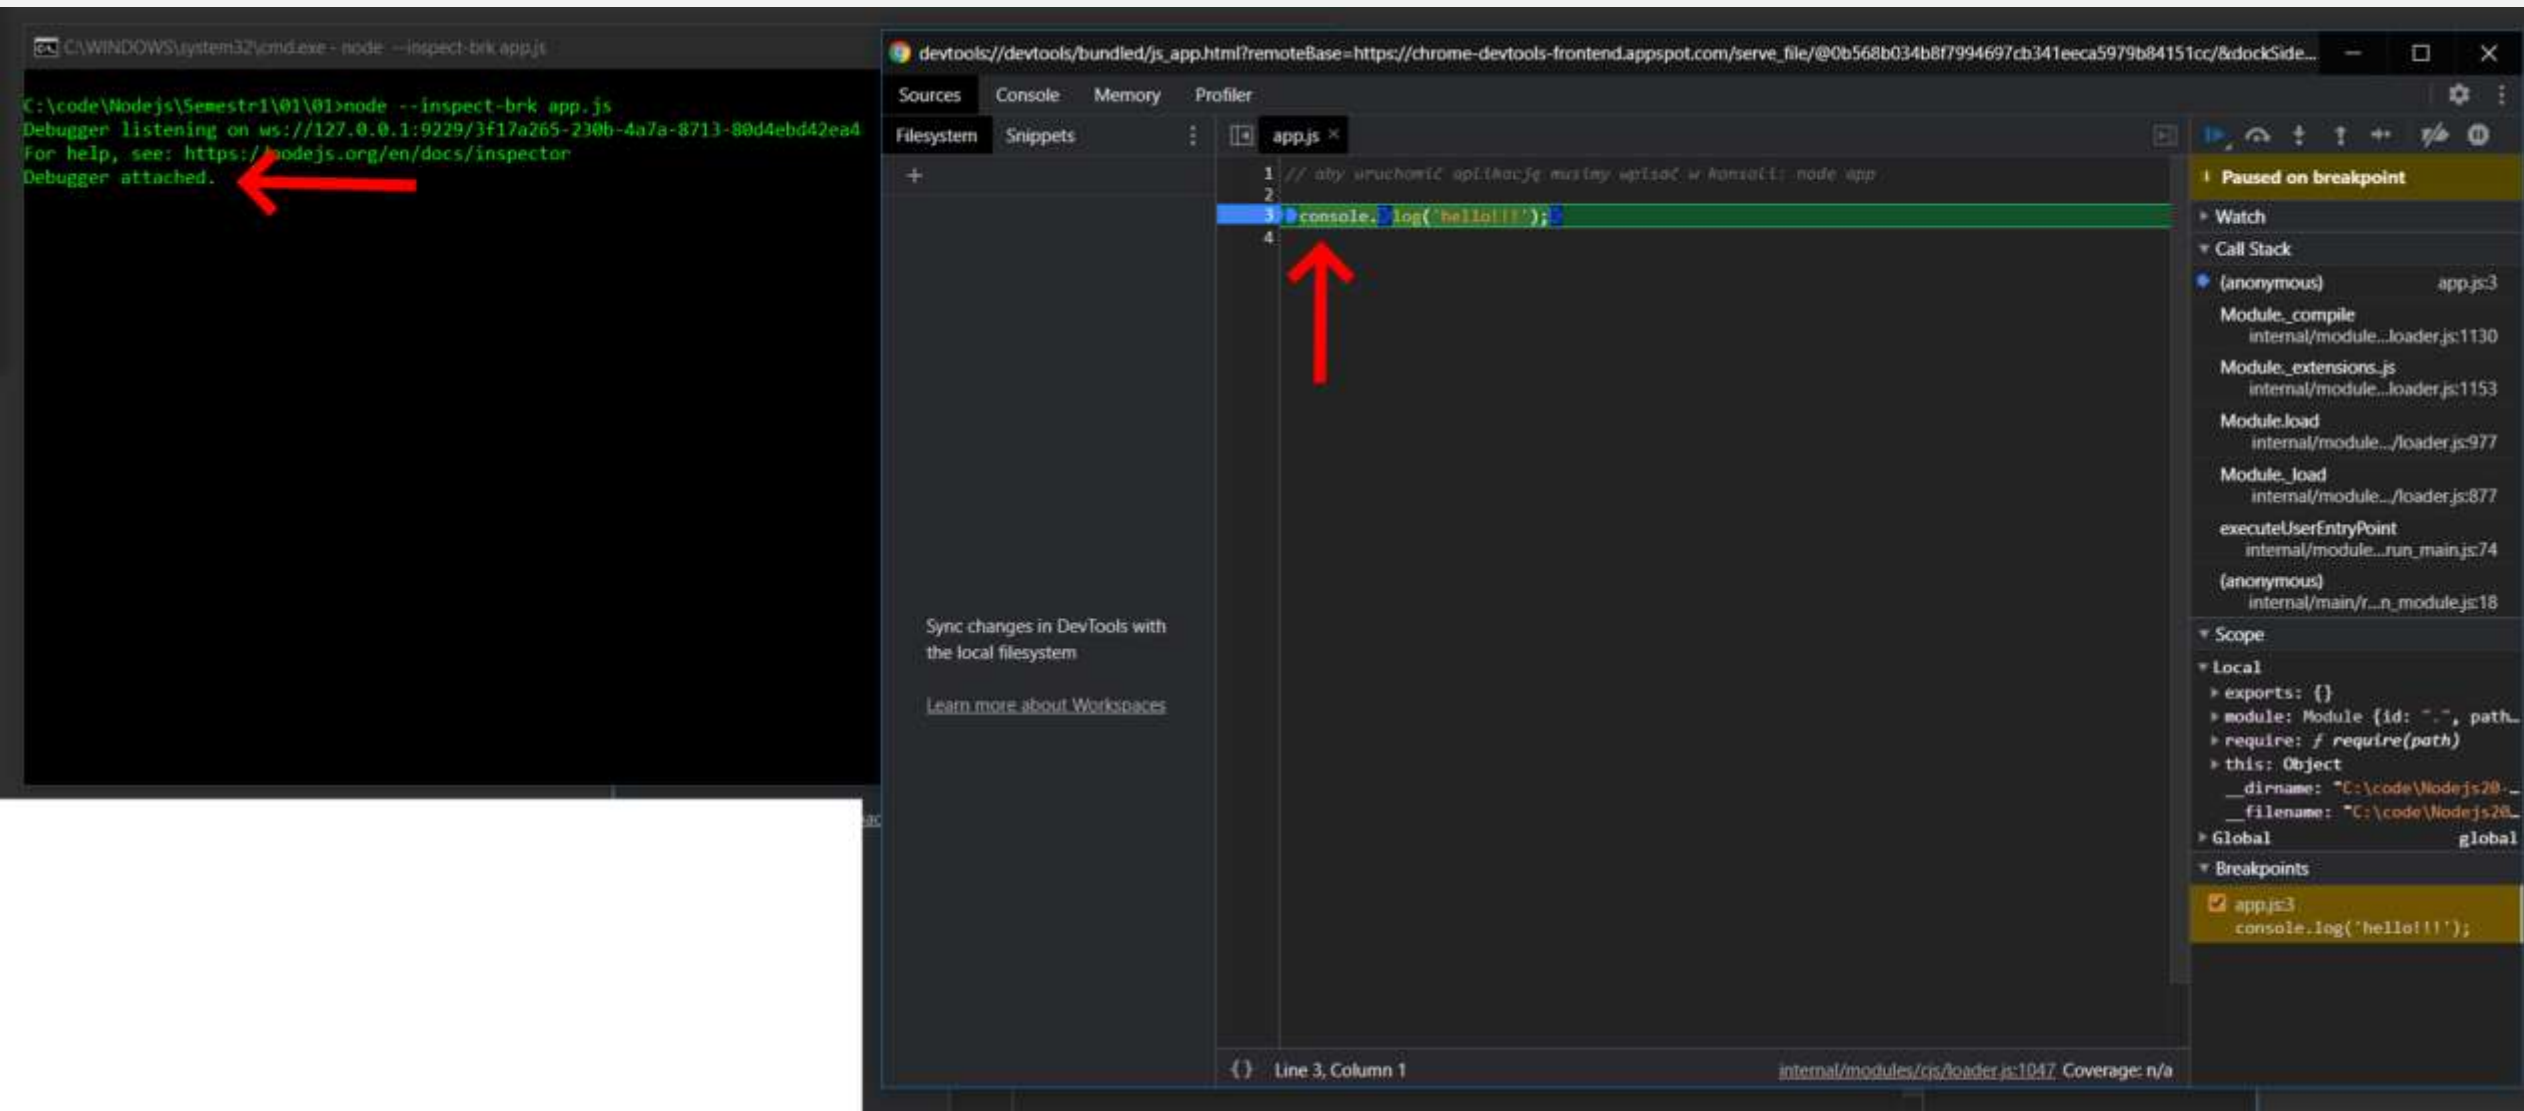 C:\WINDOWS\system32\cmd.exe - node --inspect-brk app.js
C:\code\Nodejs\Semestr1\01\01>node --inspect-brk app.js
Debugger listening on ws://127.0.0.1:9229/3f17a265-230b-4a7a-8713-80d4ebd42ea4
For help, see: https://nodejs.org/en/docs/inspector
Debugger attached.
devtools://devtools/bundled/js_app.html?remoteBase=https://chrome-devtools-frontend.appspot.com/serve_file/@0b568b034b8f7994697cb341eeca5979b84151cc/&dockSide...
Sources Console Memory Profiler
Filesystem Snippets
app.js
1 // aby uruchomić aplikację musimy wpisać w konsoli: node app
2
3 console.log('hello!!!');
4
Sync changes in DevTools with
the local filesystem
Learn more about Workspaces
{} Line 3, Column 1
internal/modules/cjs/loader.js:1047 Coverage: n/a
Paused on breakpoint
Watch
Call Stack
(anonymous) app.js:3
Module._compile
internal/module...loader.js:1130
Module._extensions..js
internal/module...loader.js:1153
Module.load
internal/module.../loader.js:977
Module._load
internal/module.../loader.js:877
executeUserEntryPoint
internal/module...run_main.js:74
(anonymous)
internal/main/r...n_module.js:18
Scope
Local
exports: {}
module: Module {id: ".", path…
require: ƒ require(path)
this: Object
__dirname: "C:\code\Nodejs20-…
__filename: "C:\code\Nodejs20…
Global global
Breakpoints
app.js:3
console.log('hello!!!');